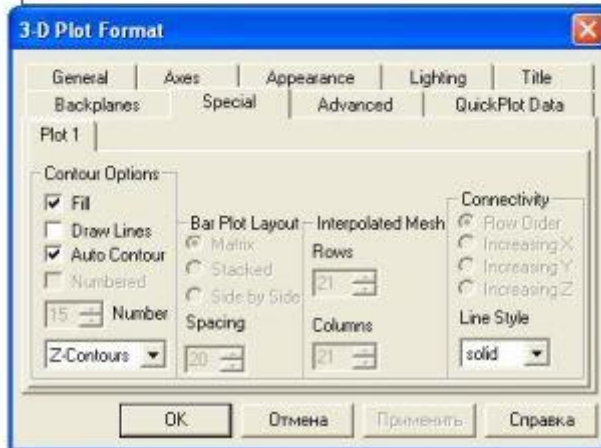 3-D Plot Format
General Axes Appearance Lighting Title
Backplanes Special Advanced QuickPlot Data
Plot 1
Contour Options
Fill
Draw Lines
Auto Contour
Numbered
15 Number
Z-Contours
Bar Plot Layout
Matrix
Stacked
Side by Side
Spacing
20
Interpolated Mesh
Rows
21
Columns
21
Connectivity
Row Order
Increasing X
Increasing Y
Increasing Z
Line Style
solid
OK Отмена Применить Справка